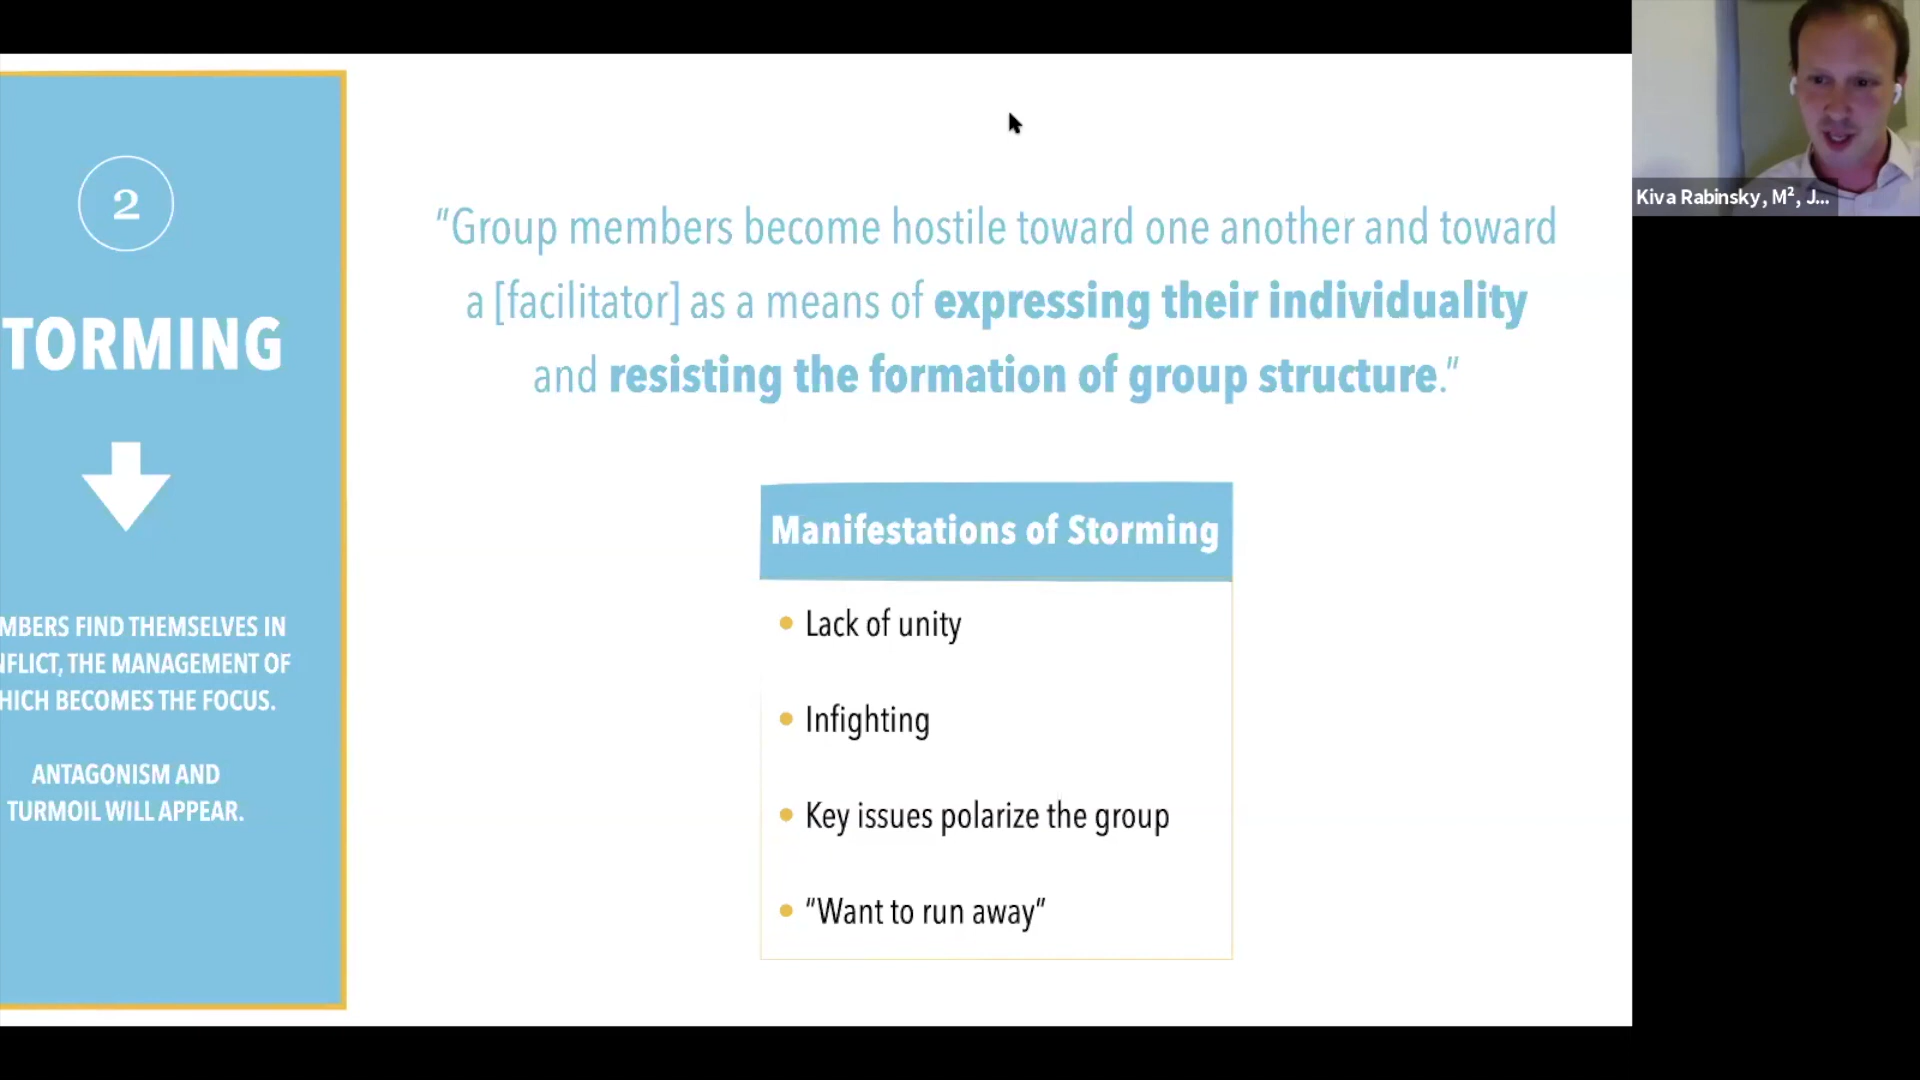 2
TORMING
MBERS FIND THEMSELVES IN
NFLICT, THE MANAGEMENT OF
HICH BECOMES THE FOCUS.
ANTAGONISM AND
TURMOIL WILL APPEAR.
"Group members become hostile toward one another and toward
a [facilitator] as a means of expressing their individuality
and resisting the formation of group structure."
Manifestations of Storming
• Lack of unity
• Infighting
• Key issues polarize the group
• "Want to run away"
Kiva Rabinsky, M², J...